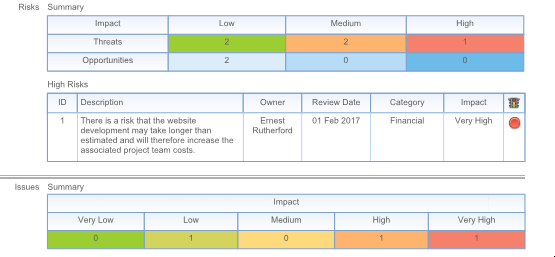 Risks Summary
Impact Low Medium High
Threats 2 2 1
Opportunities 2 0 0
High Risks
ID Description Owner Review Date Category Impact
1 There is a risk that the website Ernest 01 Feb 2017 Financial Very High
development may take longer than Rutherford
estimated and will therefore increase the
associated project team costs.
Issues Summary
Impact
Very Low Low Medium High Very High
0 1 0 1 1